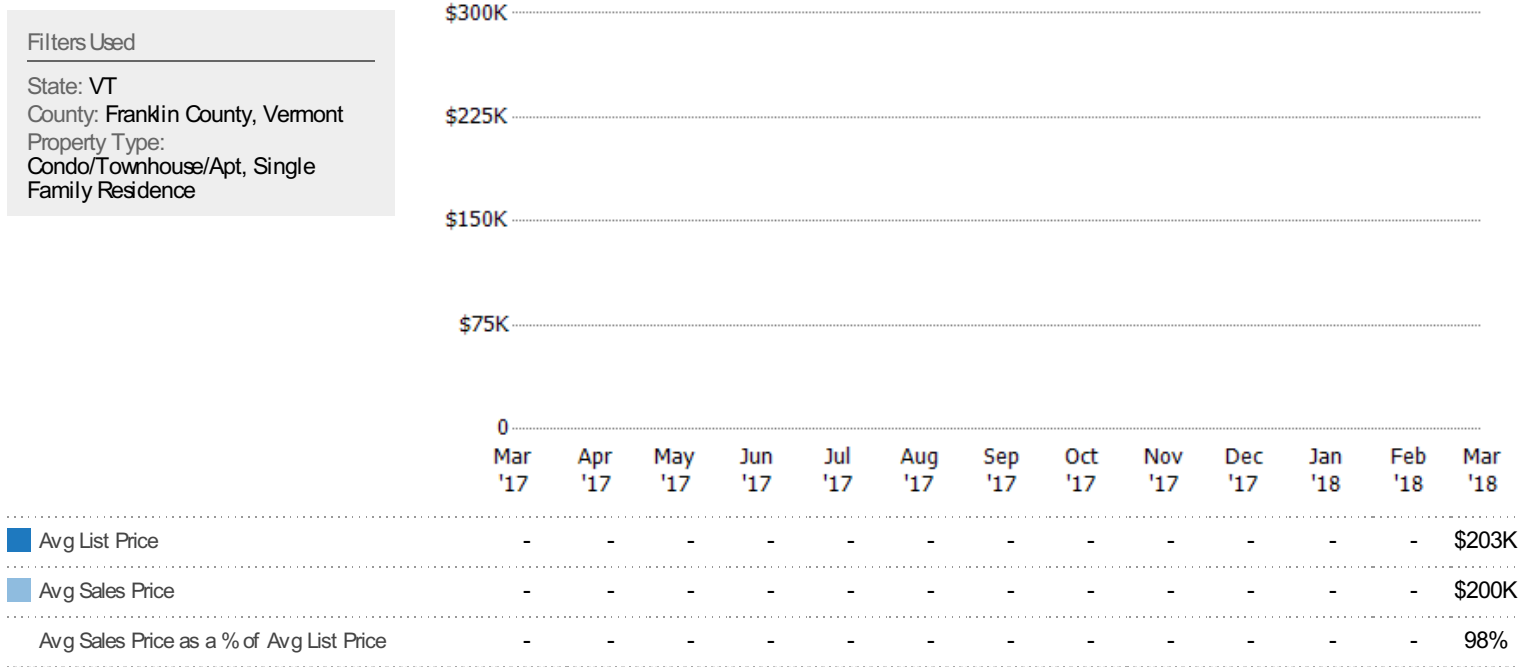 Filters Used
State: VT
County: Franklin County, Vermont
Property Type:
Condo/Townhouse/Apt, Single
Family Residence
$300K
$225K
$150K
$75K
0
Mar Apr May Jun Jul Aug Sep Oct Nov Dec Jan Feb Mar
'17 '17 '17 '17 '17 '17 '17 '17 '17 '17 '18 '18 '18
Avg List Price - - - - - - - - - - - - $203K
Avg Sales Price - - - - - - - - - - - - $200K
Avg Sales Price as a % of Avg List Price - - - - - - - - - - - - 98%